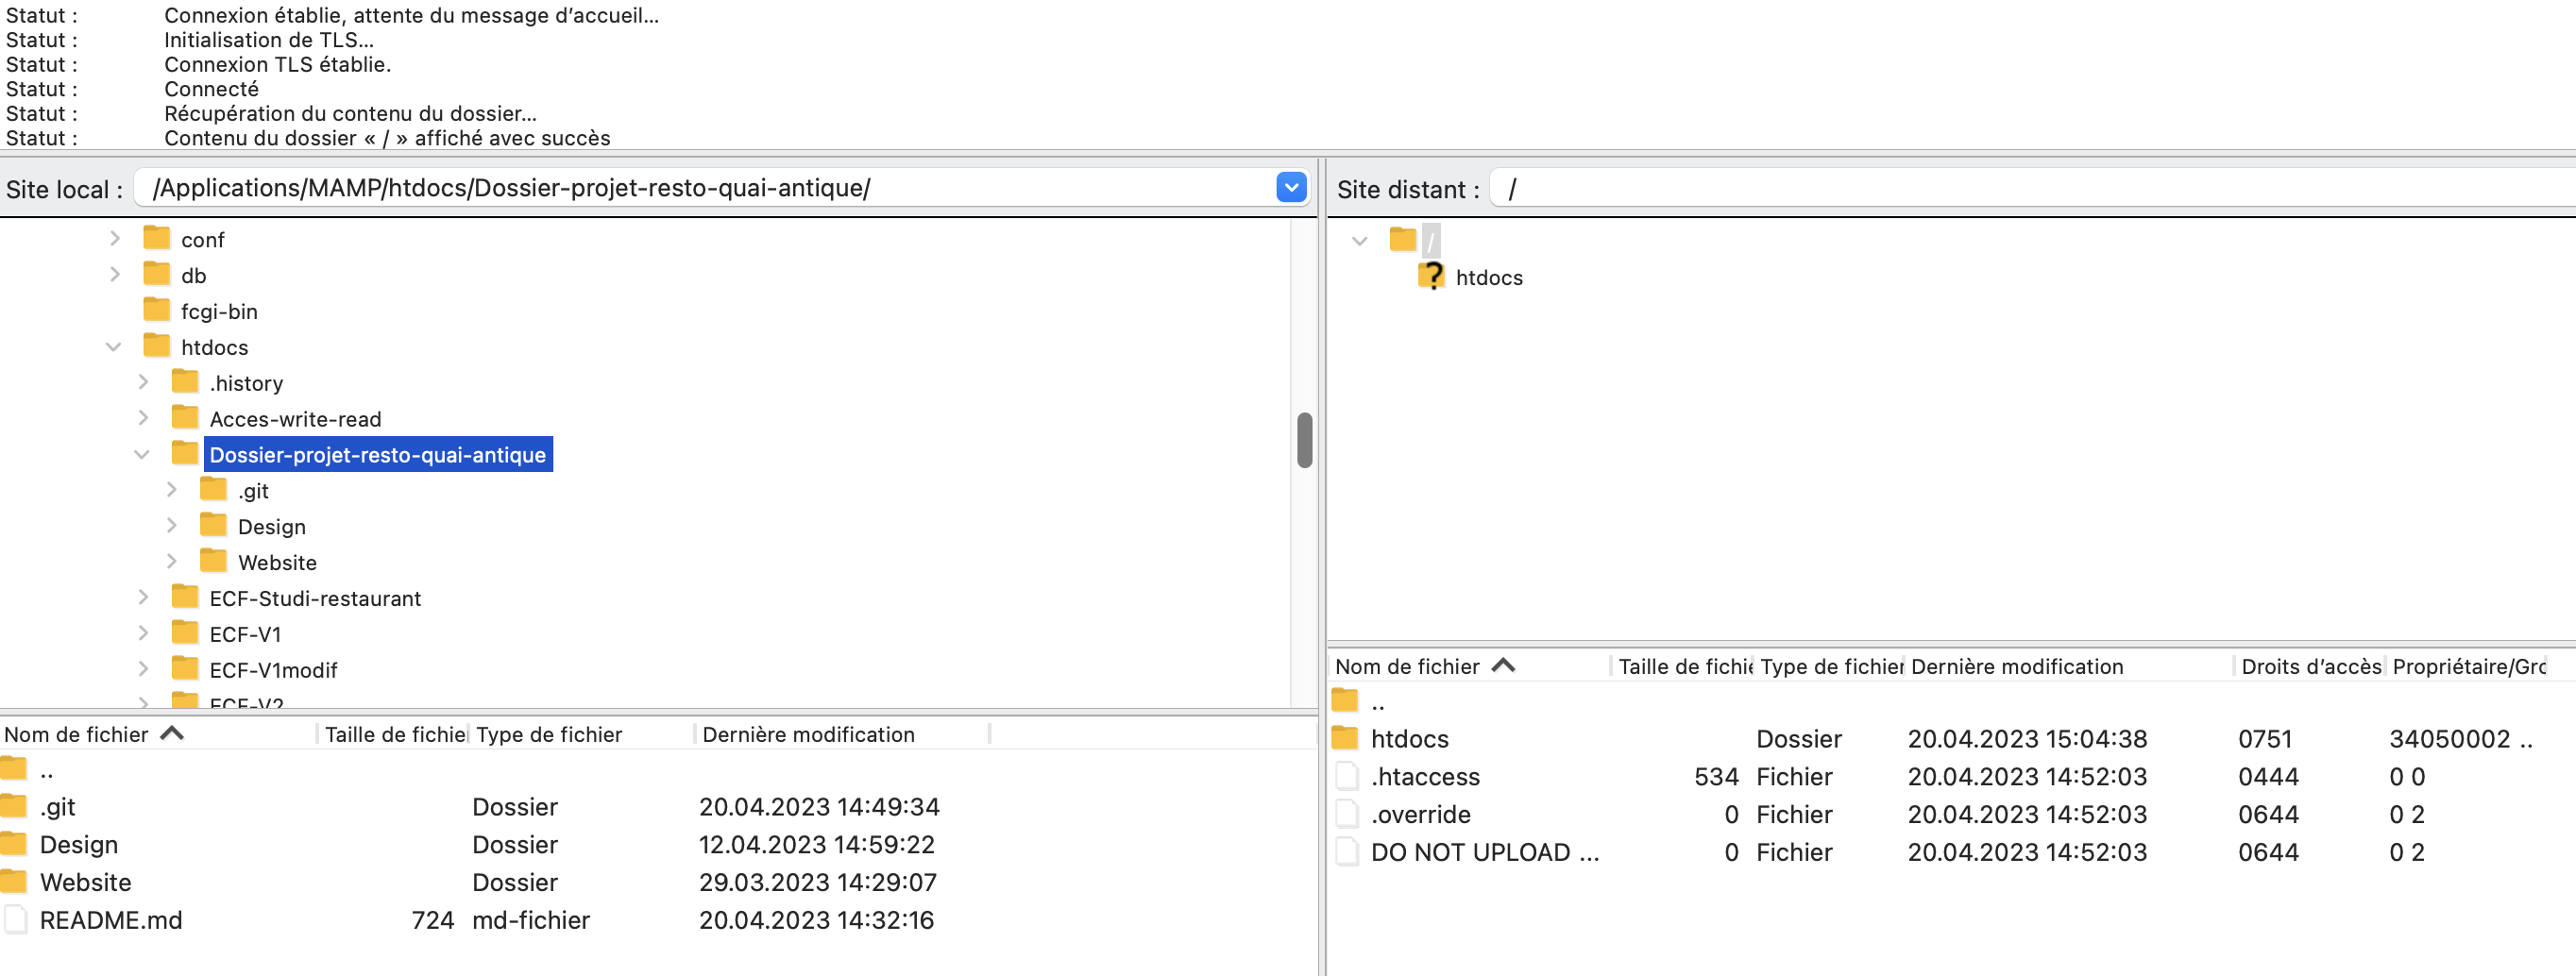 Statut : Connexion établie, attente du message d’accueil...
Statut : Initialisation de TLS...
Statut : Connexion TLS établie.
Statut : Connecté
Statut : Récupération du contenu du dossier...
Statut : Contenu du dossier « / » affiché avec succès
Site local : /Applications/MAMP/htdocs/Dossier-projet-resto-quai-antique/
conf
db
fcgi-bin
htdocs
.history
Acces-write-read
Dossier-projet-resto-quai-antique
.git
Design
Website
ECF-Studi-restaurant
ECF-V1
ECF-V1modif
ECF-V2
Nom de fichier Taille de fichie Type de fichier Dernière modification
..
.git Dossier 20.04.2023 14:49:34
Design Dossier 12.04.2023 14:59:22
Website Dossier 29.03.2023 14:29:07
README.md 724 md-fichier 20.04.2023 14:32:16
Site distant : /
/
? htdocs
Nom de fichier Taille de fichie Type de fichier Dernière modification Droits d’accès Propriétaire/Gro
..
htdocs Dossier 20.04.2023 15:04:38 0751 34050002 ..
.htaccess 534 Fichier 20.04.2023 14:52:03 0444 0 0
.override 0 Fichier 20.04.2023 14:52:03 0644 0 2
DO NOT UPLOAD ... 0 Fichier 20.04.2023 14:52:03 0644 0 2